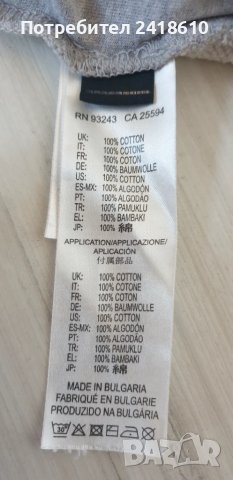 Потребител 2418610
RN 93243 CA 25594
UK: 100% COTTON
IT: 100% COTONE
FR: 100% COTON
DE: 100% BAUMWOLLE
US: 100% COTTON
ES-MX: 100% ALGODÓN
PT: 100% ALGODÃO
TR: 100% PAMUKLU
EL: 100% BAMBAKI
JP: 100% 綿
APPLICATION/APPLICAZIONE/
APLICACIÓN
付属部品
UK: 100% COTTON
IT: 100% COTONE
FR: 100% COTON
DE: 100% BAUMWOLLE
US: 100% COTTON
ES-MX: 100% ALGODÓN
PT: 100% ALGODÃO
TR: 100% PAMUKLU
EL: 100% BAMBAKI
JP: 100% 綿
MADE IN BULGARIA
FABRIQUÉ EN BULGARIE
PRODUZIDO NA BULGÁRIA
30°
BAZAR